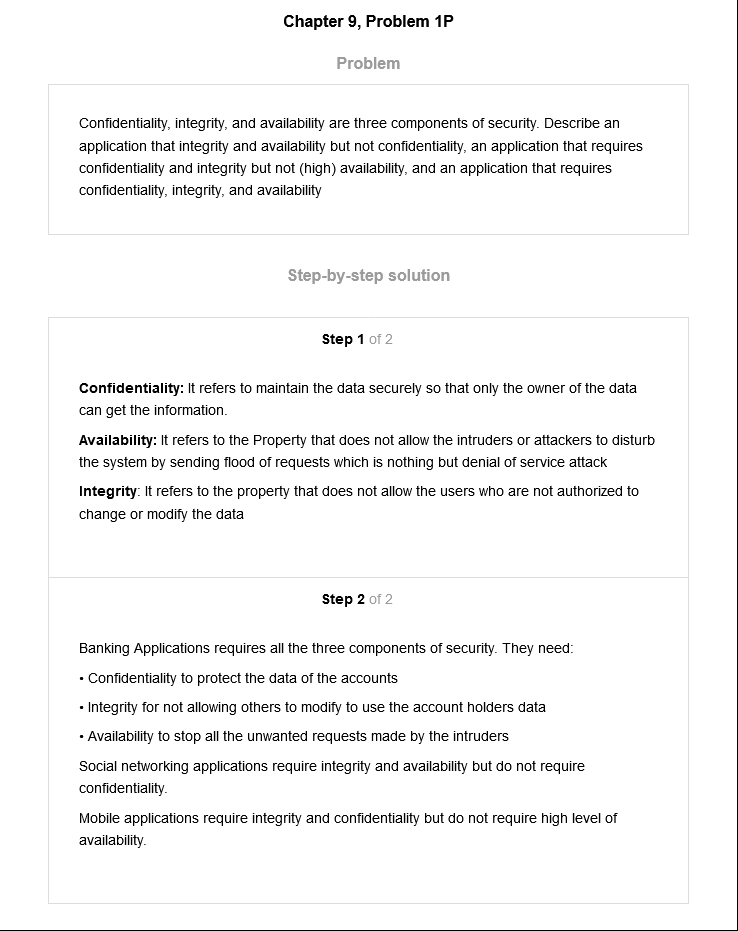 Chapter 9, Problem 1P
Problem
Confidentiality, integrity, and availability are three components of security. Describe an
application that integrity and availability but not confidentiality, an application that requires
confidentiality and integrity but not (high) availability, and an application that requires
confidentiality, integrity, and availability
Step-by-step solution
Step 1 of 2
Confidentiality: It refers to maintain the data securely so that only the owner of the data
can get the information.
Availability: It refers to the Property that does not allow the intruders or attackers to disturb
the system by sending flood of requests which is nothing but denial of service attack
Integrity: It refers to the property that does not allow the users who are not authorized to
change or modify the data
Step 2 of 2
Banking Applications requires all the three components of security. They need:
• Confidentiality to protect the data of the accounts
• Integrity for not allowing others to modify to use the account holders data
• Availability to stop all the unwanted requests made by the intruders
Social networking applications require integrity and availability but do not require
confidentiality.
Mobile applications require integrity and confidentiality but do not require high level of
availability.